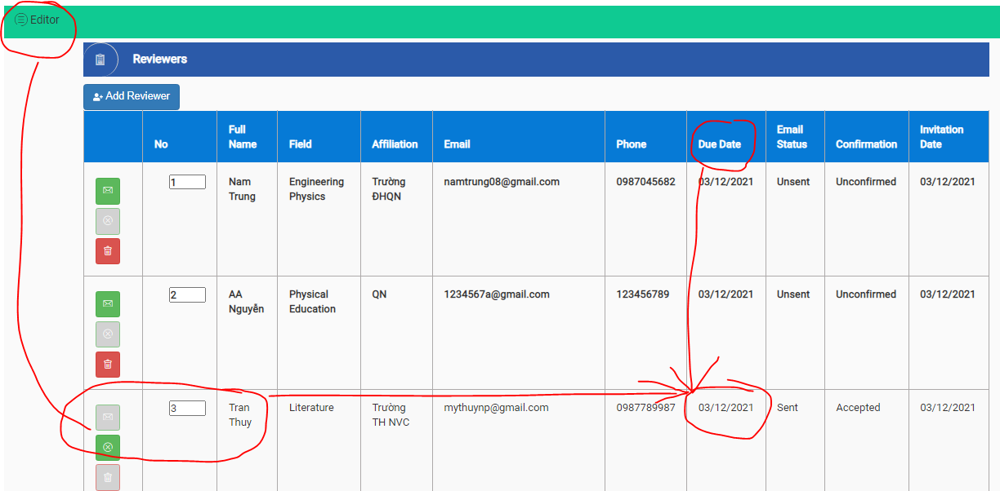 Editor
Reviewers
Add Reviewer
No Full Name Field Affiliation Email Phone Due Date Email Status Confirmation Invitation Date
1 Nam Trung Engineering Physics Trường ĐHQN namtrung08@gmail.com 0987045682 03/12/2021 Unsent Unconfirmed 03/12/2021
2 AA Nguyễn Physical Education QN 1234567a@gmail.com 123456789 03/12/2021 Unsent Unconfirmed 03/12/2021
3 Tran Thuy Literature Trường TH NVC mythuynp@gmail.com 0987789987 03/12/2021 Sent Accepted 03/12/2021